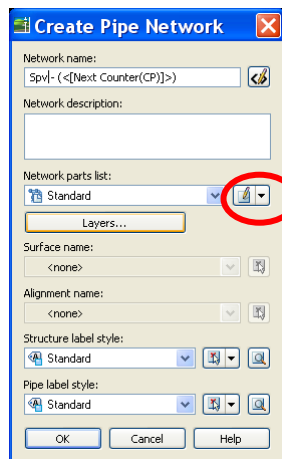 Create Pipe Network
Network name:
Spv - (<[Next Counter(CP)]>)
Network description:
Network parts list:
Standard
Layers...
Surface name:
<none>
Alignment name:
<none>
Structure label style:
Standard
Pipe label style:
Standard
OK Cancel Help